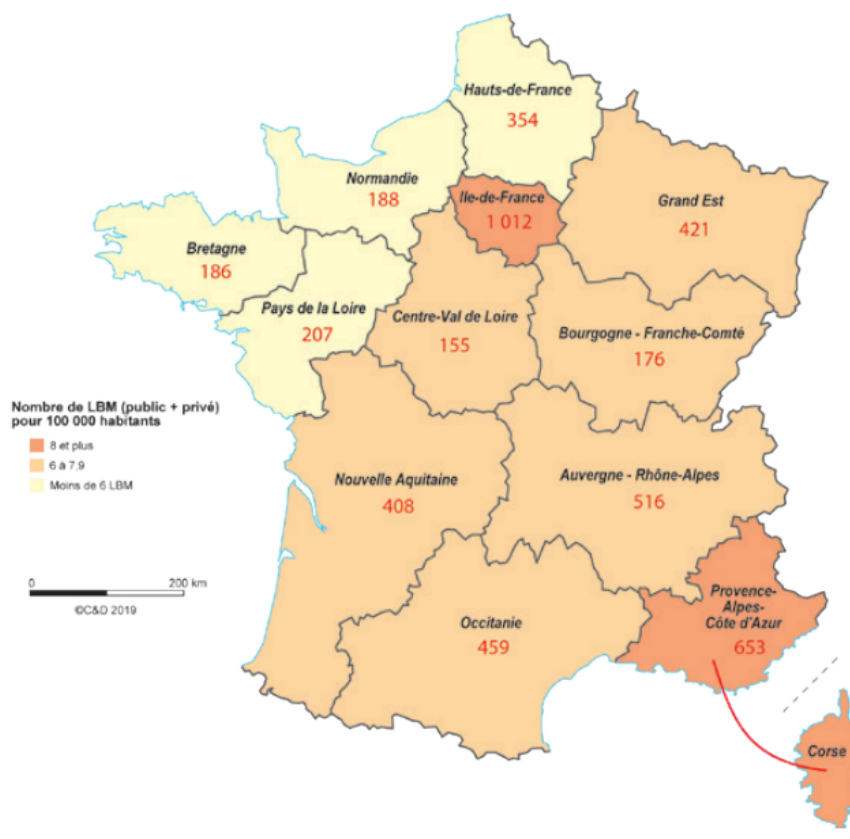 Hauts-de-France
354
Normandie
188
Ile-de-France
1 012
Grand Est
421
Bretagne
186
Pays de la Loire
207
Centre-Val de Loire
155
Bourgogne - Franche-Comté
176
Nombre de LBM (public + privé)
pour 100 000 habitants
8 et plus
6 à 7,9
Moins de 6 LBM
Nouvelle Aquitaine
408
Auvergne - Rhône-Alpes
516
0 200 km
©C&D 2019
Provence-
Alpes-
Côte d'Azur
653
Occitanie
459
Corse